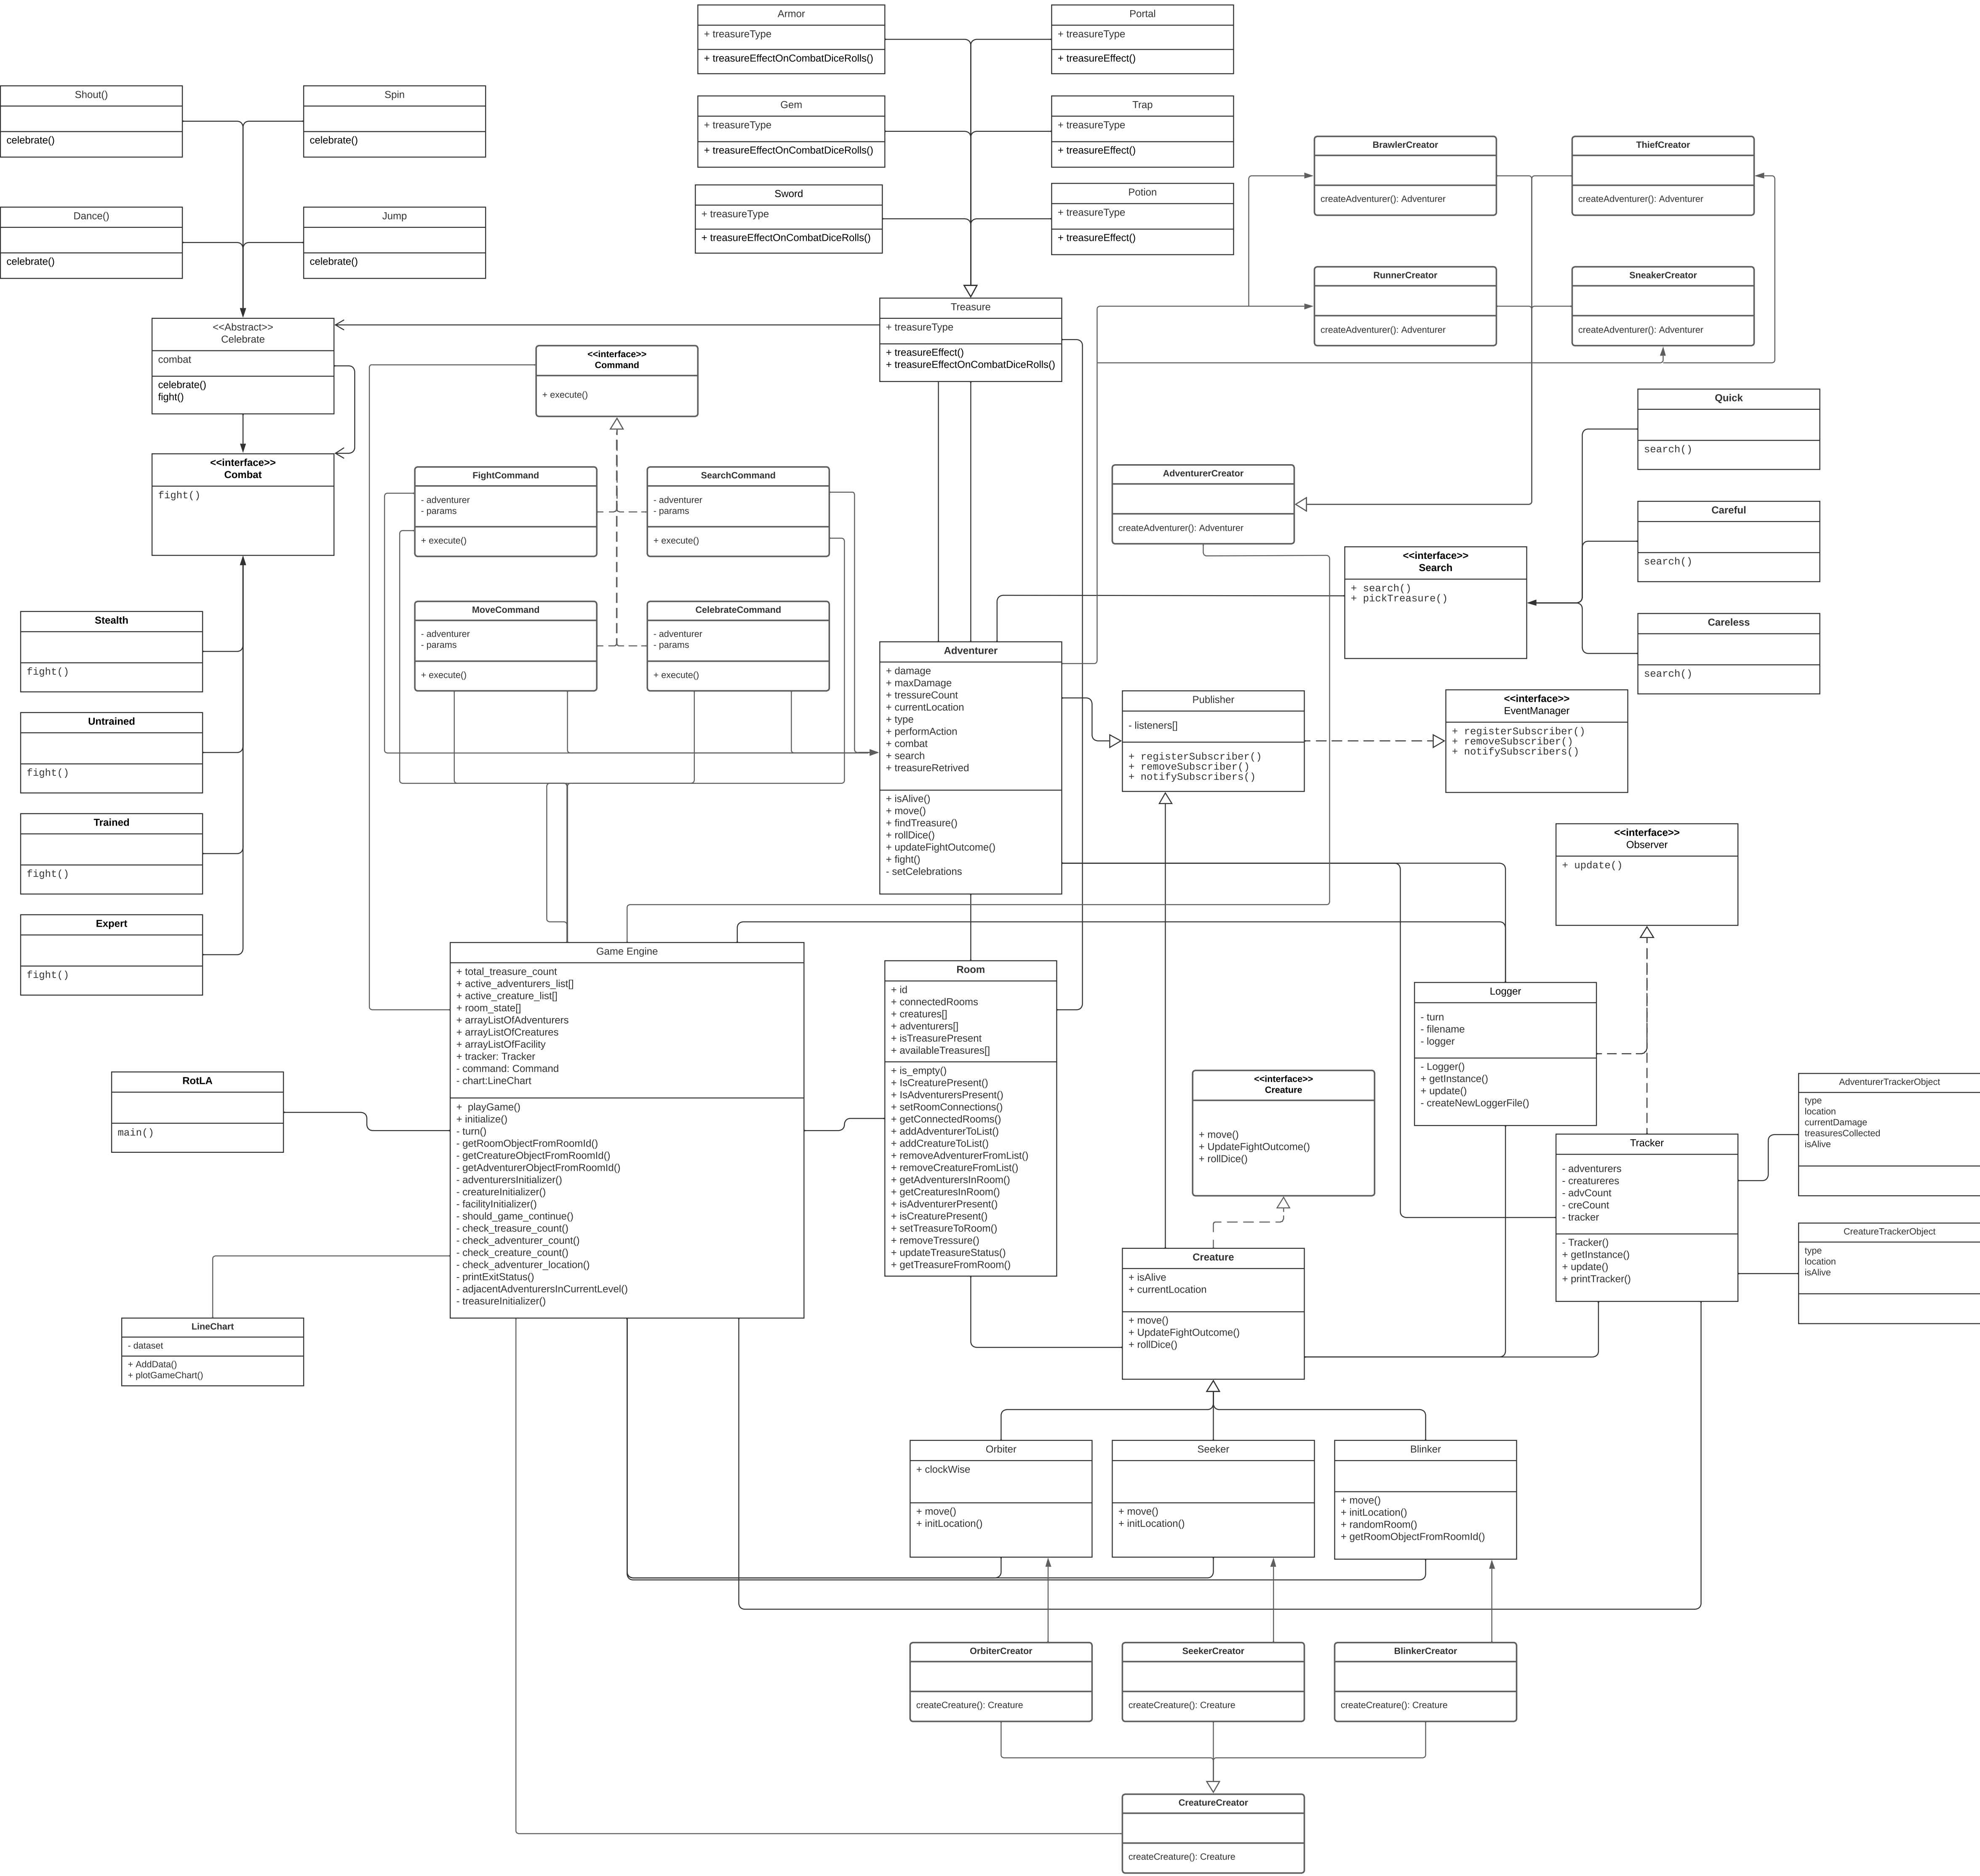 Armor
+ treasureType
+ treasureEffectOnCombatDiceRolls()
Portal
+ treasureType
+ treasureEffect()
Shout()
celebrate()
Spin
celebrate()
Gem
+ treasureType
+ treasureEffectOnCombatDiceRolls()
Trap
+ treasureType
+ treasureEffect()
BrawlerCreator
createAdventurer(): Adventurer
ThiefCreator
createAdventurer(): Adventurer
Sword
+ treasureType
+ treasureEffectOnCombatDiceRolls()
Potion
+ treasureType
+ treasureEffect()
Dance()
celebrate()
Jump
celebrate()
RunnerCreator
createAdventurer(): Adventurer
SneakerCreator
createAdventurer(): Adventurer
Treasure
+ treasureType
+ treasureEffect()
+ treasureEffectOnCombatDiceRolls()
<<Abstract>>
Celebrate
combat
celebrate()
fight()
<<interface>>
Command
+ execute()
Quick
search()
<<interface>>
Combat
fight()
FightCommand
- adventurer
- params
+ execute()
SearchCommand
- adventurer
- params
+ execute()
AdventurerCreator
createAdventurer(): Adventurer
Careful
search()
<<interface>>
Search
+ search()
+ pickTreasure()
MoveCommand
- adventurer
- params
+ execute()
CelebrateCommand
- adventurer
- params
+ execute()
Careless
search()
Stealth
fight()
Adventurer
+ damage
+ maxDamage
+ tressureCount
+ currentLocation
+ type
+ performAction
+ combat
+ search
+ treasureRetrived
+ isAlive()
+ move()
+ findTreasure()
+ rollDice()
+ updateFightOutcome()
+ fight()
- setCelebrations
Publisher
- listeners[]
+ registerSubscriber()
+ removeSubscriber()
+ notifySubscribers()
<<interface>>
EventManager
+ registerSubscriber()
+ removeSubscriber()
+ notifySubscribers()
Untrained
fight()
Trained
fight()
<<interface>>
Observer
+ update()
Expert
fight()
Game Engine
+ total_treasure_count
+ active_adventurers_list[]
+ active_creature_list[]
+ room_state[]
+ arrayListOfAdventurers
+ arrayListOfCreatures
+ arrayListOfFacility
+ tracker: Tracker
- command: Command
- chart:LineChart
+  playGame()
+ initialize()
- turn()
- getRoomObjectFromRoomId()
- getCreatureObjectFromRoomId()
- getAdventurerObjectFromRoomId()
- adventurersInitializer()
- creatureInitializer()
- facilityInitializer()
- should_game_continue()
- check_treasure_count()
- check_adventurer_count()
- check_creature_count()
- check_adventurer_location()
- printExitStatus()
- adjacentAdventurersInCurrentLevel()
- treasureInitializer()
Room
+ id
+ connectedRooms
+ creatures[]
+ adventurers[]
+ isTreasurePresent
+ availableTreasures[]
+ is_empty()
+ IsCreaturePresent()
+ IsAdventurersPresent()
+ setRoomConnections()
+ getConnectedRooms()
+ addAdventurerToList()
+ addCreatureToList()
+ removeAdventurerFromList()
+ removeCreatureFromList()
+ getAdventurersInRoom()
+ getCreaturesInRoom()
+ isAdventurerPresent()
+ isCreaturePresent()
+ setTreasureToRoom()
+ removeTressure()
+ updateTreasureStatus()
+ getTreasureFromRoom()
Logger
- turn
- filename
- logger
- Logger()
+ getInstance()
+ update()
- createNewLoggerFile()
RotLA
main()
<<interface>>
Creature
+ move()
+ UpdateFightOutcome()
+ rollDice()
AdventurerTrackerObject
type
location
currentDamage
treasuresCollected
isAlive
Tracker
- adventurers
- creatureres
- advCount
- creCount
- tracker
- Tracker()
+ getInstance()
+ update()
+ printTracker()
CreatureTrackerObject
type
location
isAlive
Creature
+ isAlive
+ currentLocation
+ move()
+ UpdateFightOutcome()
+ rollDice()
LineChart
- dataset
+ AddData()
+ plotGameChart()
Orbiter
+ clockWise
+ move()
+ initLocation()
Seeker
+ move()
+ initLocation()
Blinker
+ move()
+ initLocation()
+ randomRoom()
+ getRoomObjectFromRoomId()
OrbiterCreator
createCreature(): Creature
SeekerCreator
createCreature(): Creature
BlinkerCreator
createCreature(): Creature
CreatureCreator
createCreature(): Creature